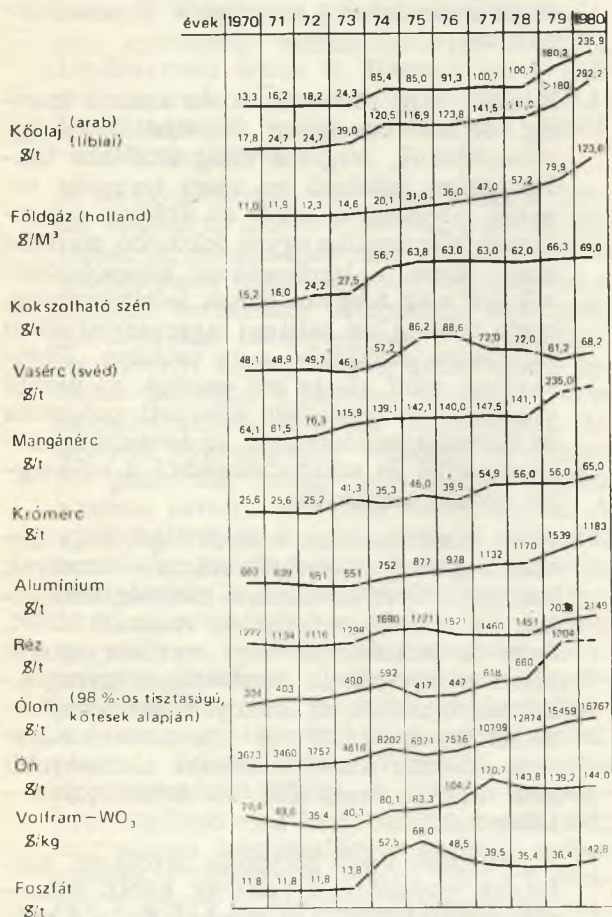 évek 1970 71 72 73 74 75 76 77 78 79 1980
13,3 16,2 18,2 24,3 85,4 85,0 91,3 100,7 100,7 180,2 235,9
Kőolaj (arab)
17,8 24,7 24,7 39,0 120,5 116,9 123,8 141,5 >180 292,2
(líbiai)
$/t
11,0 11,9 12,3 14,6 20,1 31,0 36,0 47,0 57,2 79,9 123,6
Földgáz (holland)
$/M³
15,2 16,0 24,2 27,5 56,7 63,8 63,0 63,0 62,0 66,3 69,0
Kokszolható szén
$/t
48,1 48,9 49,7 46,1 57,2 86,2 88,6 72,0 72,0 61,2 68,2
Vasérc (svéd)
$/t
64,1 81,5 76,3 115,9 139,1 142,1 140,0 147,5 141,1 235,0
Mangánérc
$/t
25,6 25,6 25,2 41,3 35,3 46,0 39,9 54,9 56,0 56,0 65,0
Krómérc
$/t
639 551 551 752 877 978 1132 1170 1539 1183
Alumínium
$/t
1272 1134 1116 1298 1690 1721 1521 1460 1451 2149
Réz
$/t
304 403 490 592 417 447 618 660 1204
Ólom (98 %-os tisztaságú,
kötések alapján)
$/t
3673 3460 3752 4816 8202 6971 7576 10799 12874 15459 16767
Ón
$/t
78,4 35,4 40,3 80,1 83,3 104,2 170,7 143,8 139,2 144,0
Volfram–WO₃
$/kg
11,8 11,8 11,8 13,8 57,5 68,0 48,5 39,5 35,4 36,4 42,8
Foszfát
$/t